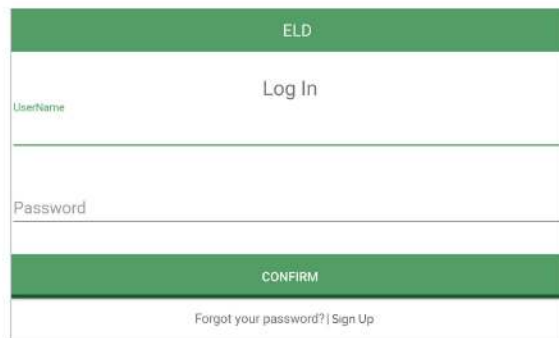 ELD
Log In
UserName
Password
CONFIRM
Forgot your password? | Sign Up